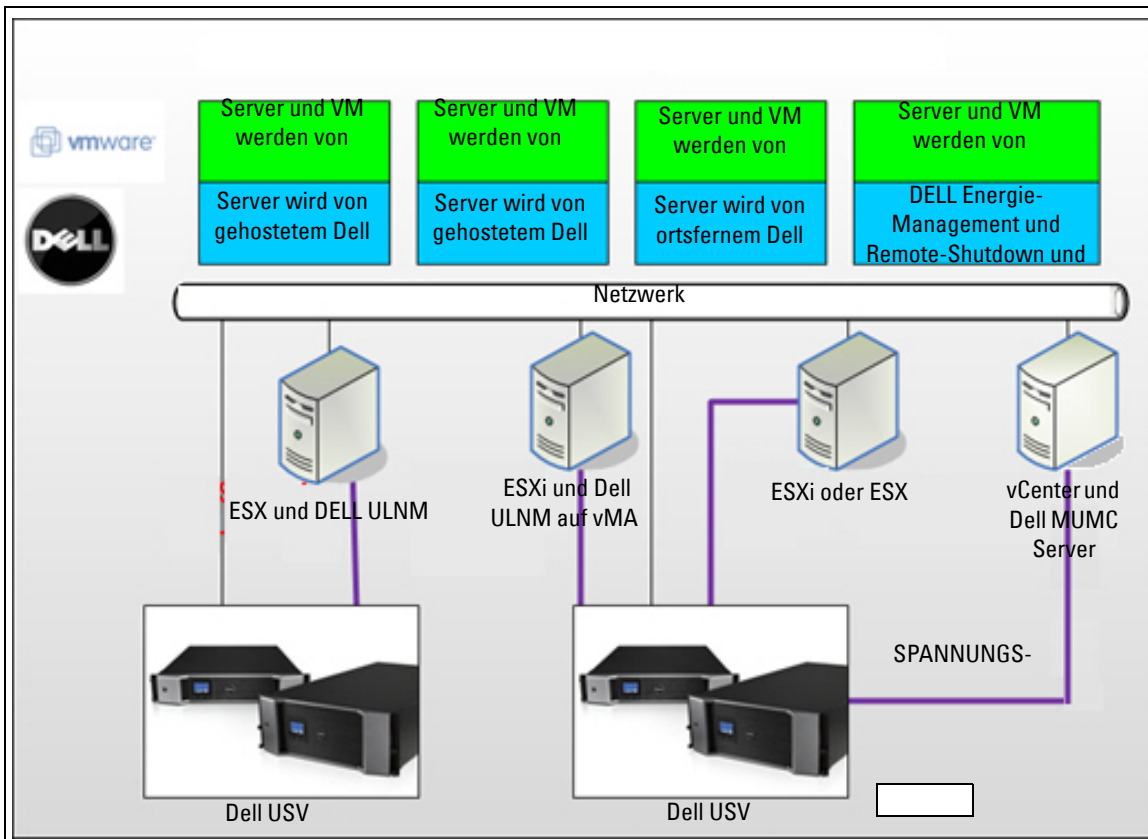 vmware
DELL
Server und VM
werden von
Server und VM
werden von
Server und VM
werden von
Server und VM
werden von
Server wird von
gehostetem Dell
Server wird von
gehostetem Dell
Server wird von
ortsfernem Dell
DELL Energie-
Management und
Remote-Shutdown und
Netzwerk
ESX und DELL ULNM
ESXi und Dell
ULNM auf vMA
ESXi oder ESX
vCenter und
Dell MUMC
Server
SPANNUNGS-
Dell USV
Dell USV